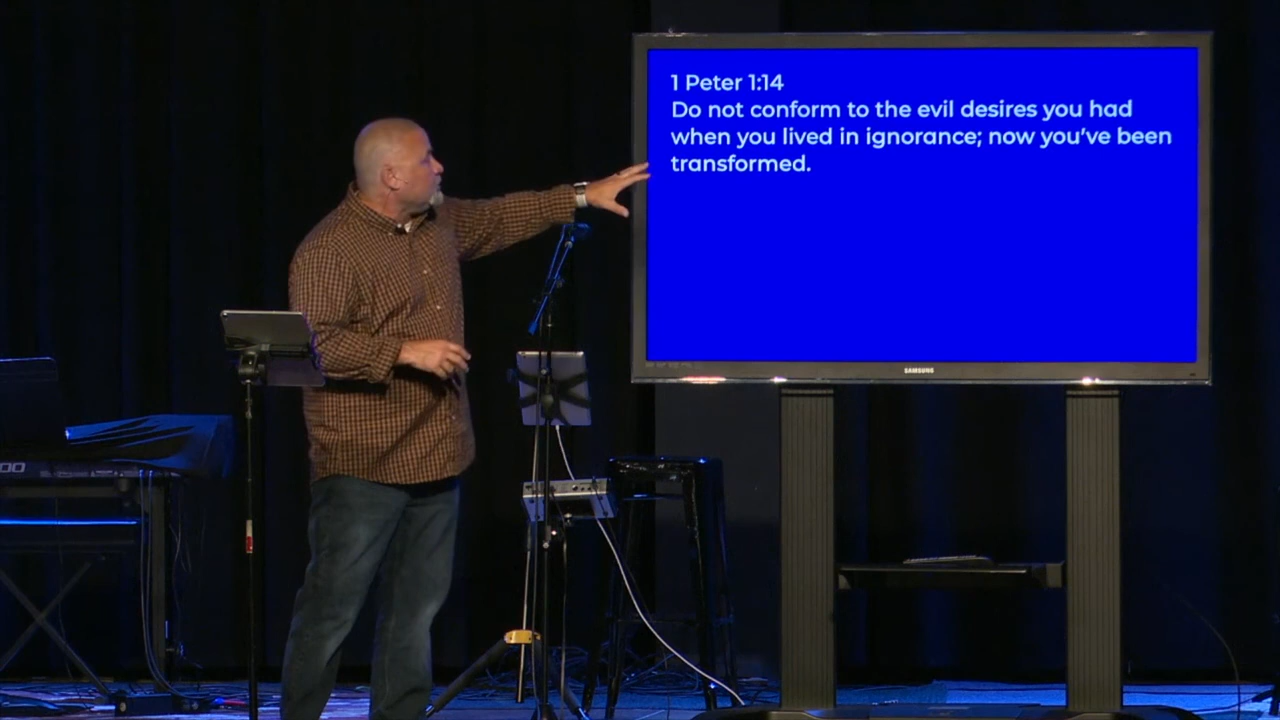 1 Peter 1:14
Do not conform to the evil desires you had
when you lived in ignorance; now you've been
transformed.
SAMSUNG
00